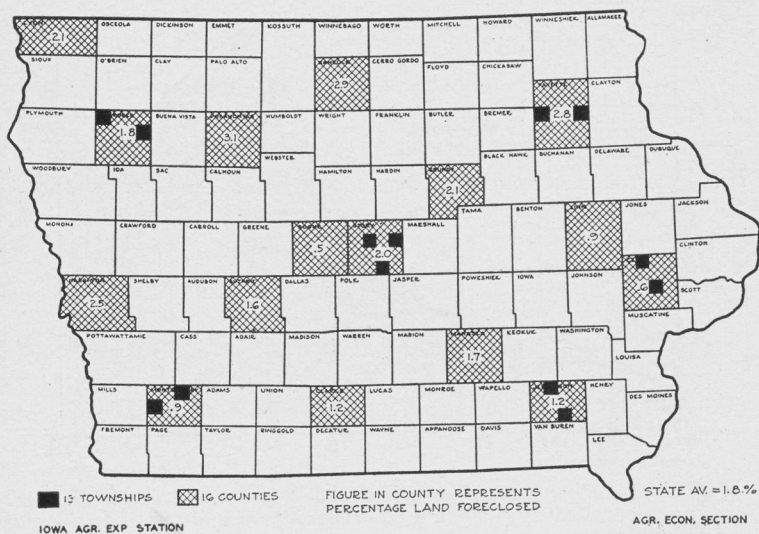 LYON OSCEOLA DICKINSON EMMET KOSSUTH WINNEBAGO WORTH MITCHELL HOWARD WINNESHIEK ALLAMAKEE
2.1
SIOUX O'BRIEN CLAY PALO ALTO HANCOCK CERRO GORDO FLOYD CHICKASAW FAYETTE CLAYTON
2.9 2.8
PLYMOUTH BUENA VISTA POCAHONTAS HUMBOLDT WRIGHT FRANKLIN BUTLER BREMER
1.8 3.1
WEBSTER BLACK HAWK BUCHANAN DELAWARE DUBUQUE
WOODBURY IDA SAC CALHOUN HAMILTON HARDIN GRUNDY
2.1
MONONA CRAWFORD CARROLL GREENE BOONE STORY MARSHALL TAMA BENTON LINN JONES JACKSON
.5 2.0 .9
CLINTON
SHELBY AUDUBON GUTHRIE DALLAS POLK JASPER POWESHIEK IOWA JOHNSON SCOTT
2.5 1.6 .6
MUSCATINE
POTTAWATTAMIE CASS ADAIR MADISON WARREN MARION MAHASKA KEOKUK WASHINGTON
1.7
LOUISA
MILLS ADAMS UNION CLARKE LUCAS MONROE WAPELLO HENRY DES MOINES
.9 1.2 1.2
FREMONT PAGE TAYLOR RINGGOLD DECATUR WAYNE APPANOOSE DAVIS VAN BUREN
LEE
13 TOWNSHIPS 16 COUNTIES FIGURE IN COUNTY REPRESENTS
PERCENTAGE LAND FORECLOSED
STATE AV. = 1.8.%
IOWA AGR. EXP STATION AGR. ECON. SECTION